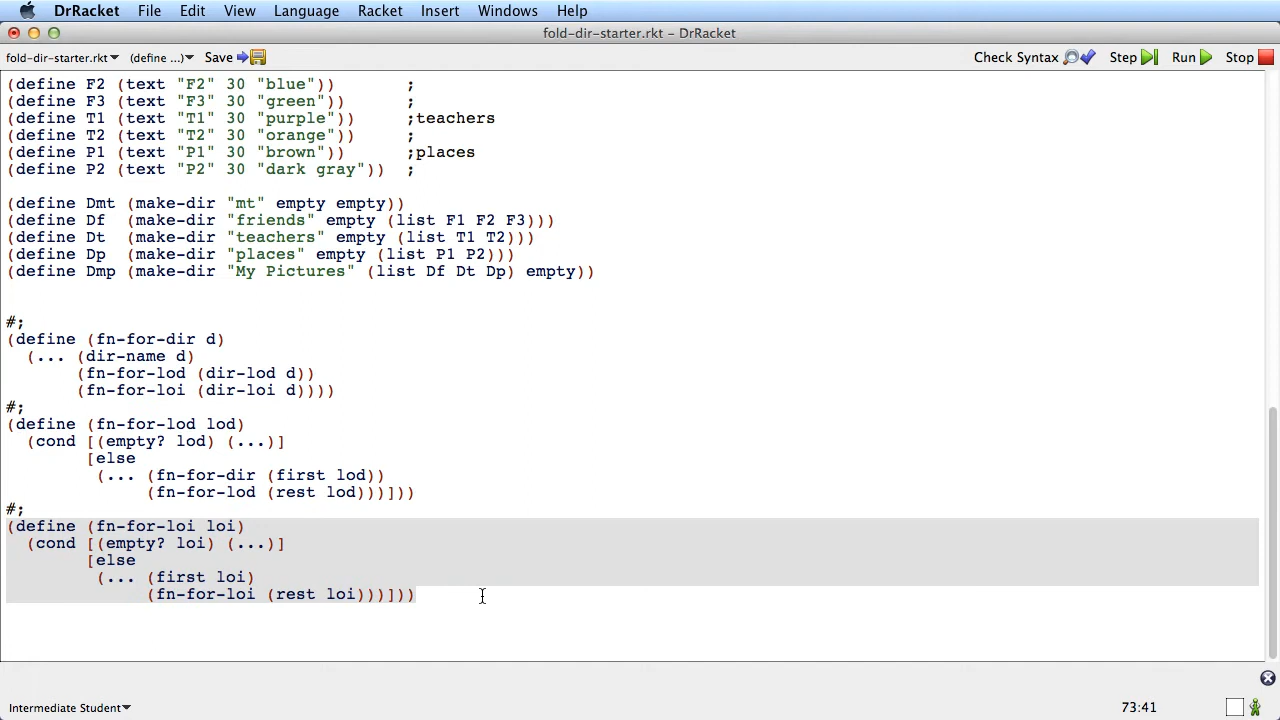 DrRacket File Edit View Language Racket Insert Windows Help
fold-dir-starter.rkt – DrRacket
fold-dir-starter.rkt (define ...) Save Check Syntax Step Run Stop
(define F2 (text "F2" 30 "blue")) ;
(define F3 (text "F3" 30 "green")) ;
(define T1 (text "T1" 30 "purple")) ;teachers
(define T2 (text "T2" 30 "orange")) ;
(define P1 (text "P1" 30 "brown")) ;places
(define P2 (text "P2" 30 "dark gray")) ;
(define Dmt (make-dir "mt" empty empty))
(define Df (make-dir "friends" empty (list F1 F2 F3)))
(define Dt (make-dir "teachers" empty (list T1 T2)))
(define Dp (make-dir "places" empty (list P1 P2)))
(define Dmp (make-dir "My Pictures" (list Df Dt Dp) empty))
#;
(define (fn-for-dir d)
(... (dir-name d)
(fn-for-lod (dir-lod d))
(fn-for-loi (dir-loi d))))
#;
(define (fn-for-lod lod)
(cond [(empty? lod) (...)]
[else
(... (fn-for-dir (first lod))
(fn-for-lod (rest lod)))]))
#;
(define (fn-for-loi loi)
(cond [(empty? loi) (...)]
[else
(... (first loi)
(fn-for-loi (rest loi)))]))
Intermediate Student 73:41